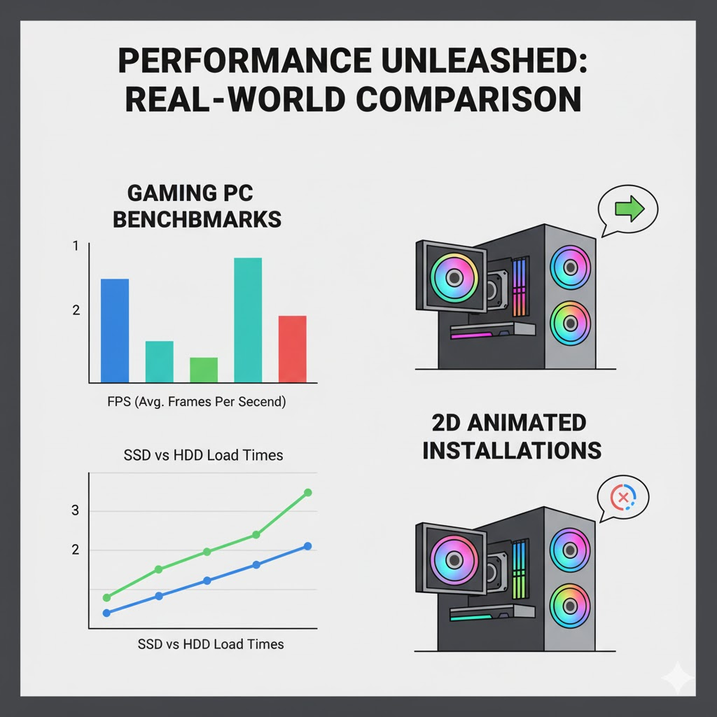 PERFORMANCE UNLEASHED:
REAL-WORLD COMPARISON
GAMING PC
BENCHBMARKS
1
2
FPS (Avg. Frames Per Secend)
SSD vs HDD Load Times
3
2
SSD vs HDD Load Times
2D ANIMATED
INSTALLATIONS